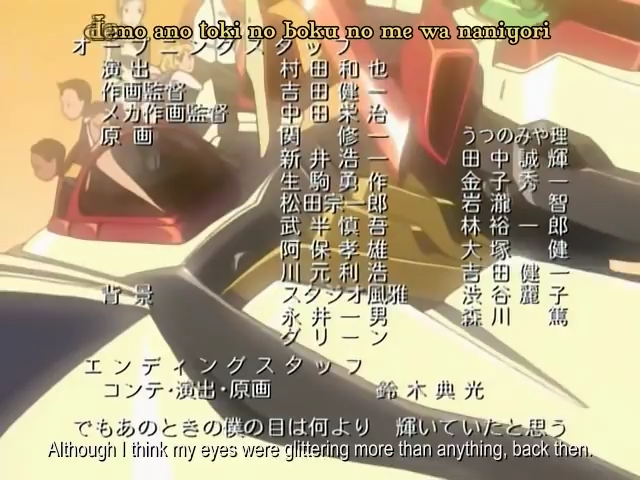 demo ano toki no boku no me wa naniyori
オープニングスタッフ
演出 村田和也
作画監督 吉田健一
メカ作画監督 中田栄治
原画 関 修一 うつのみや理
新井浩一 田中誠輝
生駒勇作 金子秀一
松田宗一郎 岩瀧 智
武半慎吾 林裕一郎
阿保孝雄 大塚 健
川元利浩 吉田健一
背景 スタジオ風雅 渋谷麗子
永井一男 森川 篤
グリーン
エンディングスタッフ
コンテ・演出・原画 鈴木典光
でもあのときの僕の目は何より 輝いていたと思う
Although I think my eyes were glittering more than anything, back then.